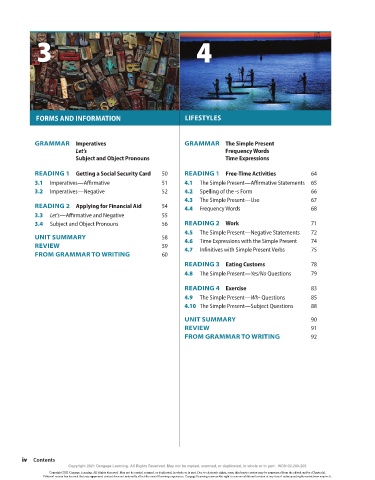 3
FORMS AND INFORMATION
GRAMMAR Imperatives
Let's
Subject and Object Pronouns
READING 1 Getting a Social Security Card 50
3.1 Imperatives—Affirmative 51
3.2 Imperatives—Negative 52
READING 2 Applying for Financial Aid 54
3.3 Let's—Affirmative and Negative 55
3.4 Subject and Object Pronouns 56
UNIT SUMMARY 58
REVIEW 59
FROM GRAMMAR TO WRITING 60
4
LIFESTYLES
GRAMMAR The Simple Present
Frequency Words
Time Expressions
READING 1 Free-Time Activities 64
4.1 The Simple Present—Affirmative Statements 65
4.2 Spelling of the -s Form 66
4.3 The Simple Present—Use 67
4.4 Frequency Words 68
READING 2 Work 71
4.5 The Simple Present—Negative Statements 72
4.6 Time Expressions with the Simple Present 74
4.7 Infinitives with Simple Present Verbs 75
READING 3 Eating Customs 78
4.8 The Simple Present—Yes/No Questions 79
READING 4 Exercise 83
4.9 The Simple Present—Wh- Questions 85
4.10 The Simple Present—Subject Questions 88
UNIT SUMMARY 90
REVIEW 91
FROM GRAMMAR TO WRITING 92
iv Contents
Copyright 2021 Cengage Learning. All Rights Reserved. May not be copied, scanned, or duplicated, in whole or in part.